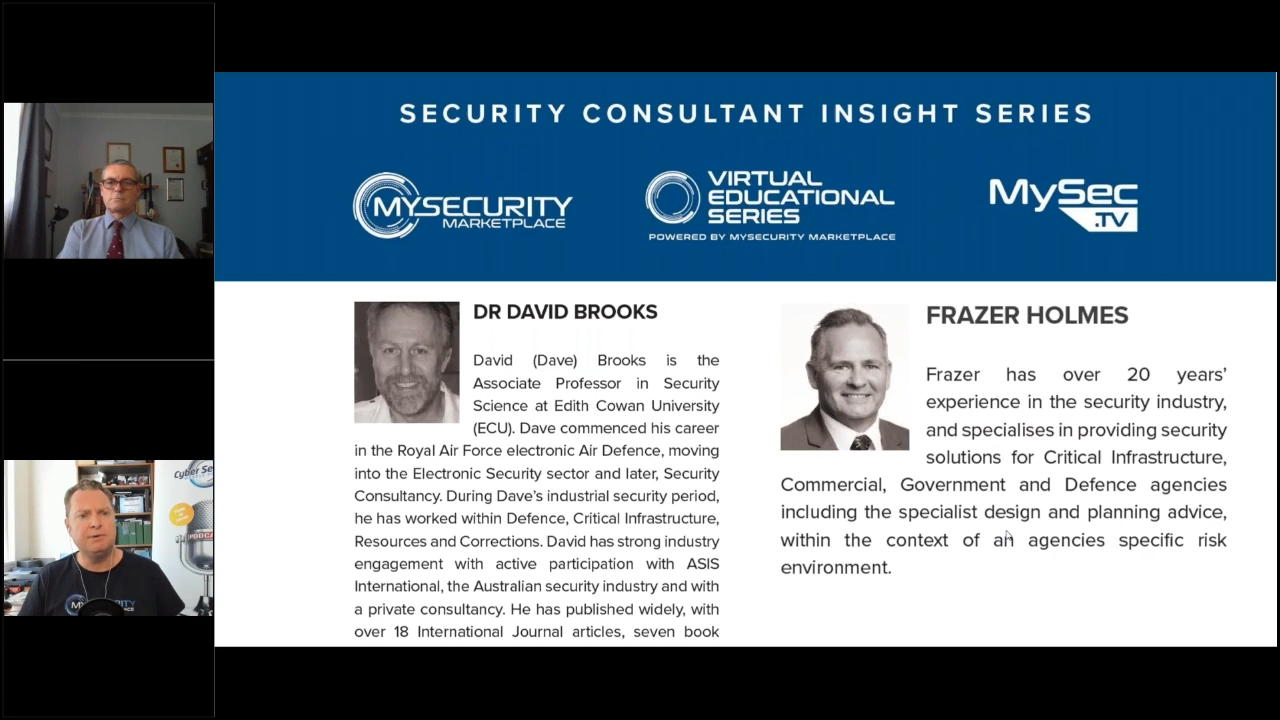 SECURITY CONSULTANT INSIGHT SERIES
MYSECURITY
MARKETPLACE
VIRTUAL
EDUCATIONAL
SERIES
POWERED BY MYSECURITY MARKETPLACE
MySec
.TV
DR DAVID BROOKS
David (Dave) Brooks is the
Associate Professor in Security
Science at Edith Cowan University
(ECU). Dave commenced his career
in the Royal Air Force electronic Air Defence, moving
into the Electronic Security sector and later, Security
Consultancy. During Dave's industrial security period,
he has worked within Defence, Critical Infrastructure,
Resources and Corrections. David has strong industry
engagement with active participation with ASIS
International, the Australian security industry and with
a private consultancy. He has published widely, with
over 18 International Journal articles, seven book
FRAZER HOLMES
Frazer has over 20 years'
experience in the security industry,
and specialises in providing security
solutions for Critical Infrastructure,
Commercial, Government and Defence agencies
including the specialist design and planning advice,
within the context of an agencies specific risk
environment.
Cyber Se
PODCA